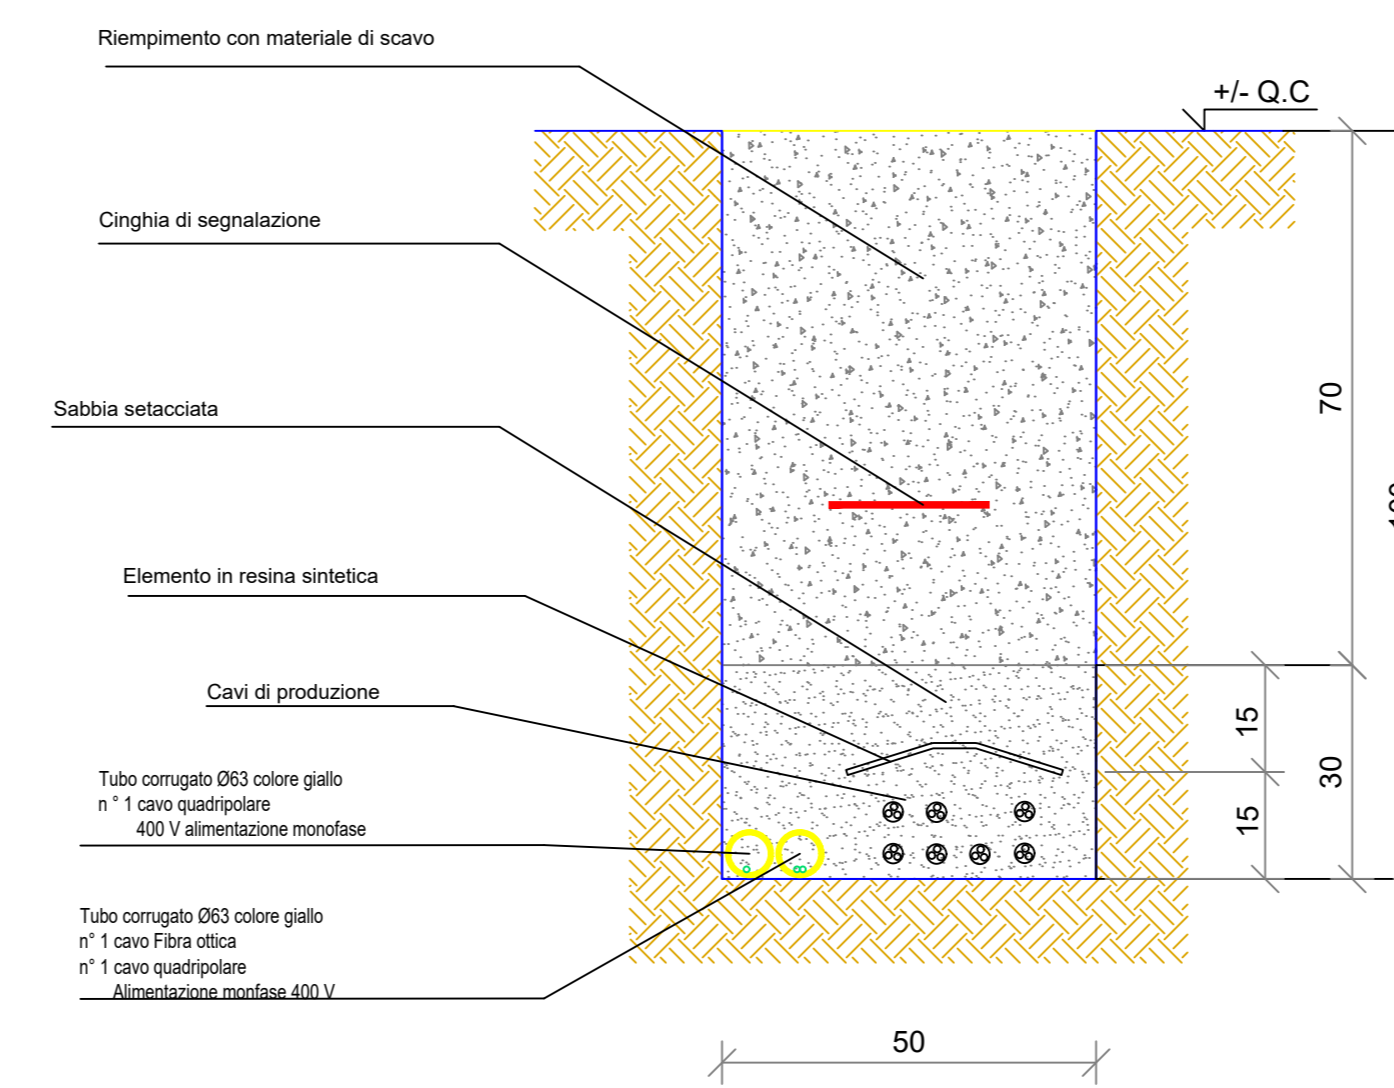 Riempimento con materiale di scavo
+/- Q.C
Cinghia di segnalazione
Sabbia setacciata
70
Elemento in resina sintetica
Cavi di produzione
15
30
15
Tubo corrugato Ø63 colore giallo
n ° 1 cavo quadripolare
400 V alimentazione monofase
Tubo corrugato Ø63 colore giallo
n° 1 cavo Fibra ottica
n° 1 cavo quadripolare
Alimentazione monfase 400 V
50